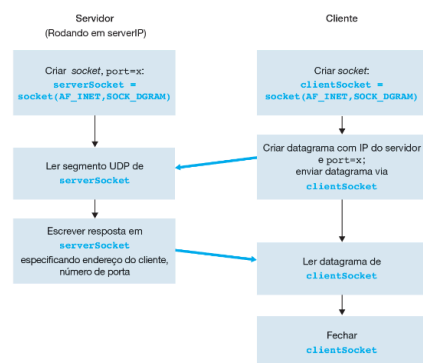 Servidor
(Rodando em serverIP)
Criar socket, port=x:
serverSocket =
socket(AF_INET,SOCK_DGRAM)
Ler segmento UDP de
serverSocket
Escrever resposta em
serverSocket
especificando endereço do cliente,
número de porta
Cliente
Criar socket:
clientSocket =
socket(AF_INET,SOCK_DGRAM)
Criar datagrama com IP do servidor
e port=x;
enviar datagrama via
clientSocket
Ler datagrama de
clientSocket
Fechar
clientSocket